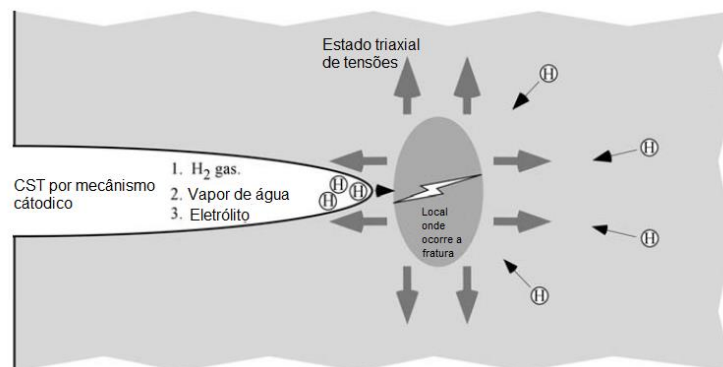 Estado triaxial
de tensões
CST por mecânismo
cátodico
1. H2 gas.
2. Vapor de água
3. Eletrólito
H
H
H
Local
onde
ocorre a
fratura
H
H
H
H